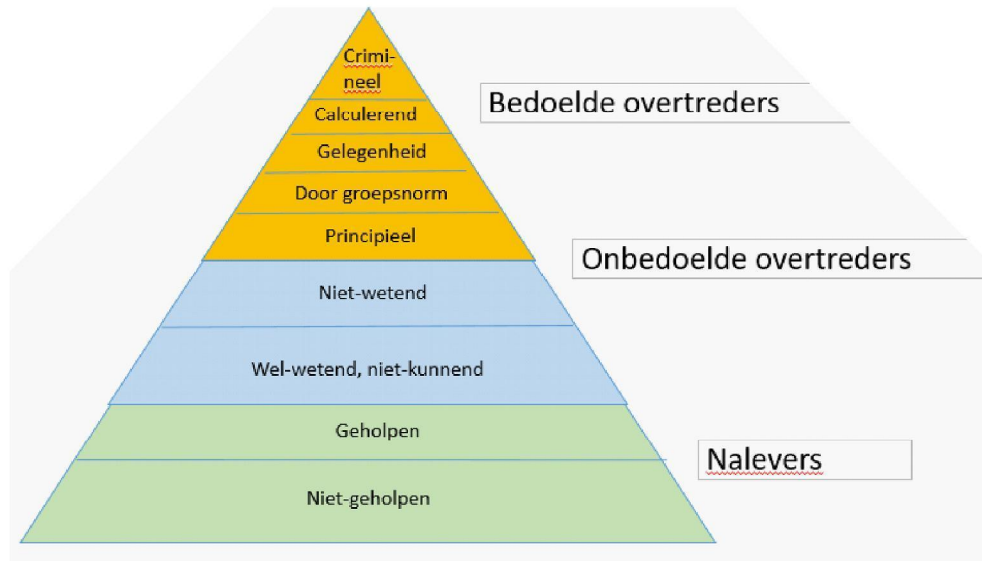 Crimi-
neel
Calculerend
Gelegenheid
Door groepsnorm
Principieel
Niet-wetend
Wel-wetend, niet-kunnend
Geholpen
Niet-geholpen
Bedoelde overtreders
Onbedoelde overtreders
Nalevers